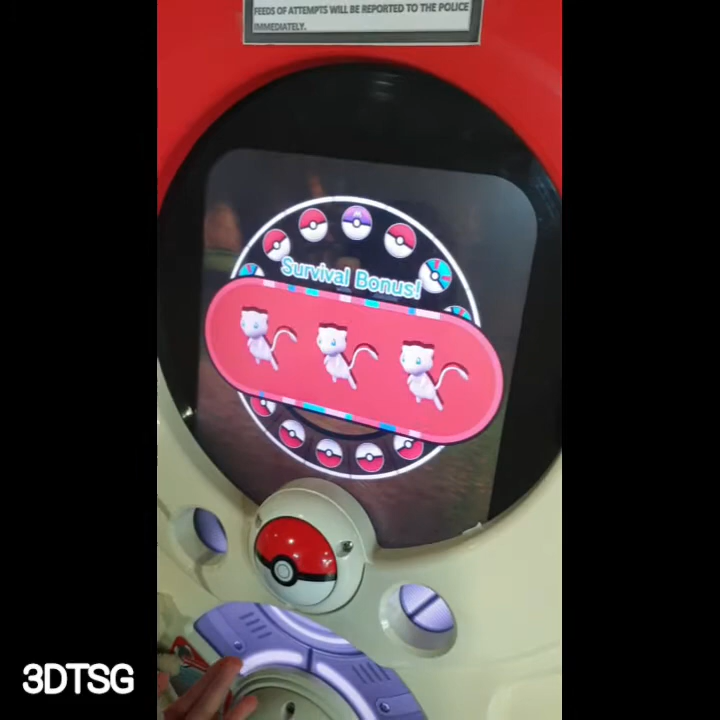 FEEDS OF ATTEMPTS WILL BE REPORTED TO THE POLICE
IMMEDIATELY.
Survival Bonus!
3DTSG